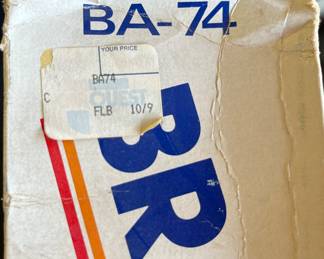 BA-74
YOUR PRICE
BA74
QUEST
C
FLB 10/9
BR